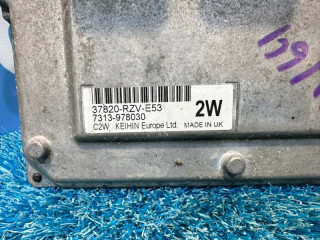 37820-RZV-E53
7313-978030
2W
C2W KEIHIN Europe Ltd. MADE IN UK